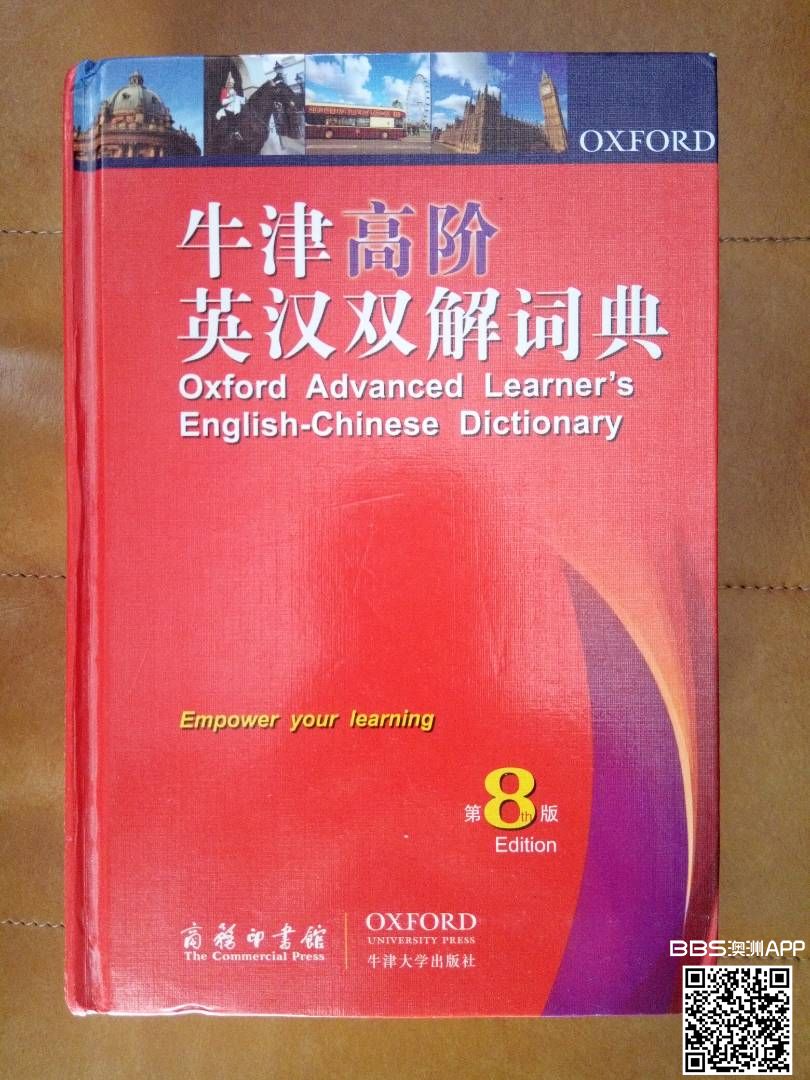 OXFORD
牛津高阶
英汉双解词典
Oxford Advanced Learner's
English-Chinese Dictionary
Empower your learning
第8th版
Edition
商務印書館
The Commercial Press
OXFORD
UNIVERSITY PRESS
牛津大学出版社
BBS澳洲APP